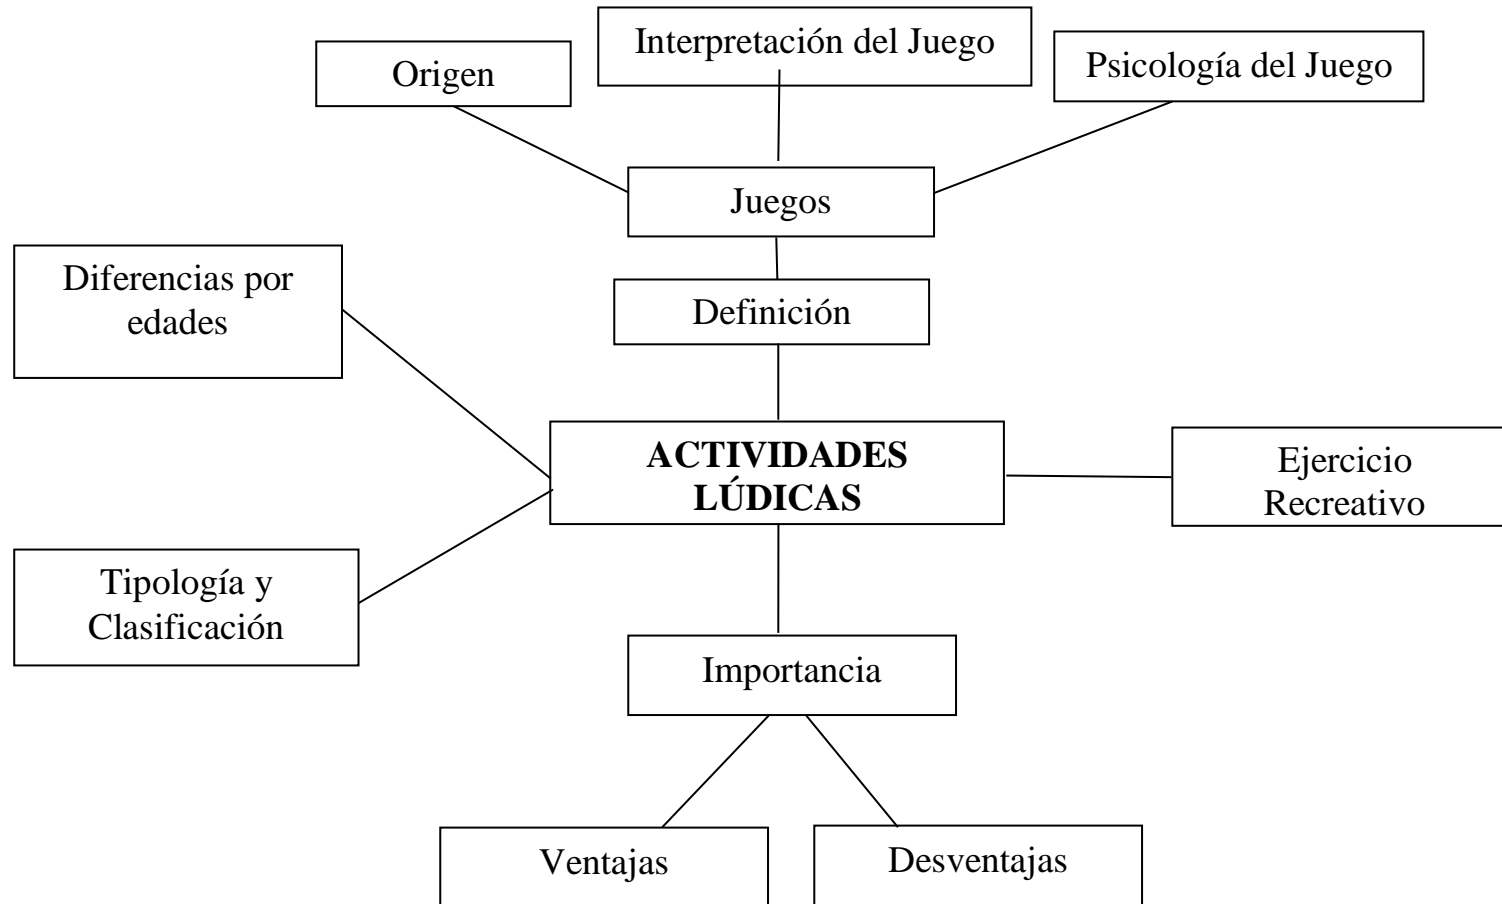 Interpretación del Juego
Origen
Psicología del Juego
Juegos
Diferencias por
edades
Definición
ACTIVIDADES
LÚDICAS
Ejercicio
Recreativo
Tipología y
Clasificación
Importancia
Ventajas
Desventajas